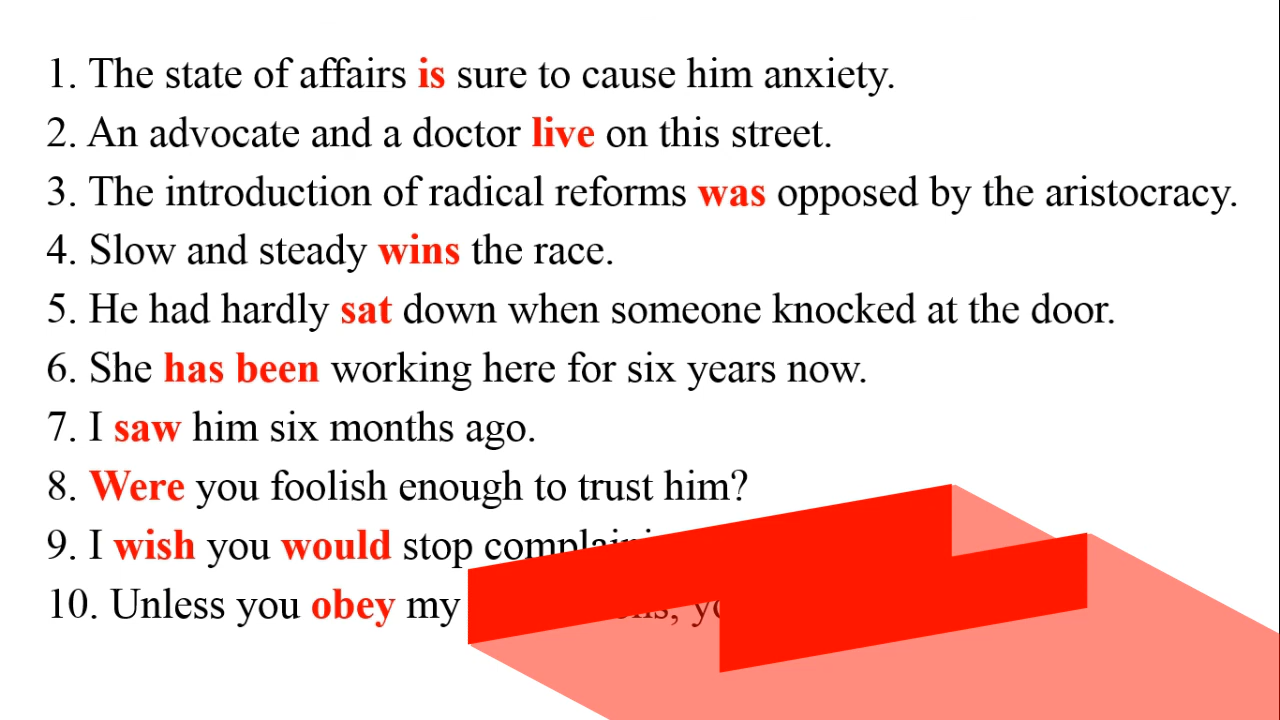 1. The state of affairs is sure to cause him anxiety.
2. An advocate and a doctor live on this street.
3. The introduction of radical reforms was opposed by the aristocracy.
4. Slow and steady wins the race.
5. He had hardly sat down when someone knocked at the door.
6. She has been working here for six years now.
7. I saw him six months ago.
8. Were you foolish enough to trust him?
9. I wish you would stop
10. Unless you obey my